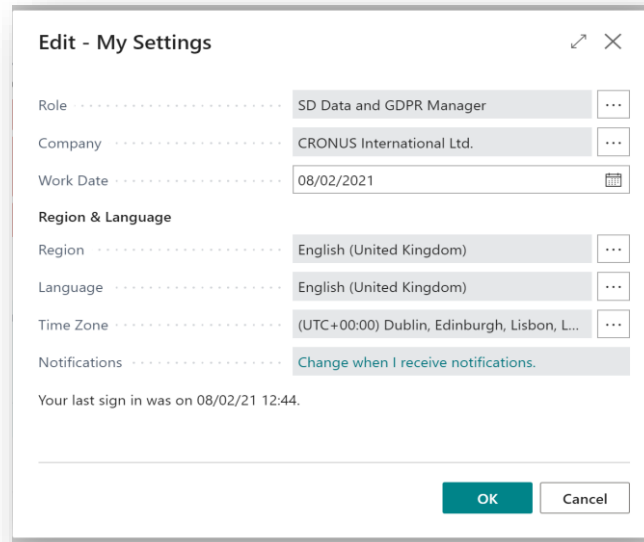 Edit - My Settings
Role SD Data and GDPR Manager ...
Company CRONUS International Ltd. ...
Work Date 08/02/2021
Region & Language
Region English (United Kingdom) ...
Language English (United Kingdom) ...
Time Zone (UTC+00:00) Dublin, Edinburgh, Lisbon, L... ...
Notifications Change when I receive notifications.
Your last sign in was on 08/02/21 12:44.
OK Cancel